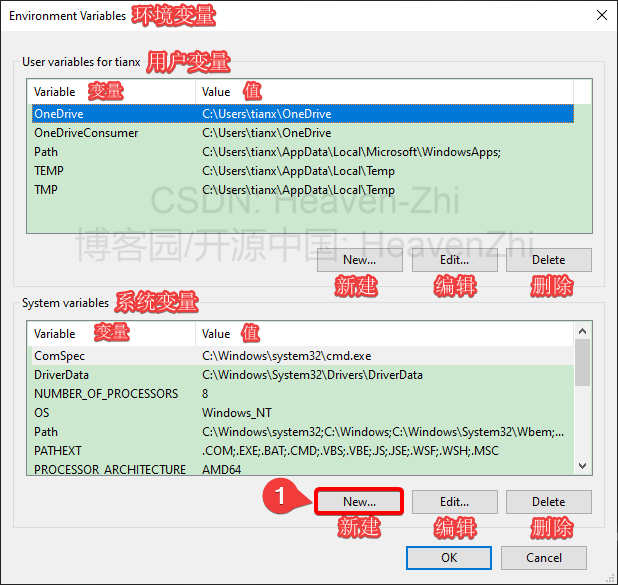 Environment Variables 环境变量
User variables for tianx 用户变量
Variable 变量 Value 值
OneDrive C:\Users\tianx\OneDrive
OneDriveConsumer C:\Users\tianx\OneDrive
Path C:\Users\tianx\AppData\Local\Microsoft\WindowsApps;
TEMP C:\Users\tianx\AppData\Local\Temp
TMP C:\Users\tianx\AppData\Local\Temp
CSDN: Heaven-Zhi
博客园/开源中国: HeavenZhi
New... Edit... Delete
新建 编辑 删除
System variables 系统变量
Variable 变量 Value 值
ComSpec C:\Windows\system32\cmd.exe
DriverData C:\Windows\System32\Drivers\DriverData
NUMBER_OF_PROCESSORS 8
OS Windows_NT
Path C:\Windows\system32;C:\Windows;C:\Windows\System32\Wbem;...
PATHEXT .COM;.EXE;.BAT;.CMD;.VBS;.VBE;.JS;.JSE;.WSF;.WSH;.MSC
PROCESSOR_ARCHITECTURE AMD64
1 New... Edit... Delete
新建 编辑 删除
OK Cancel